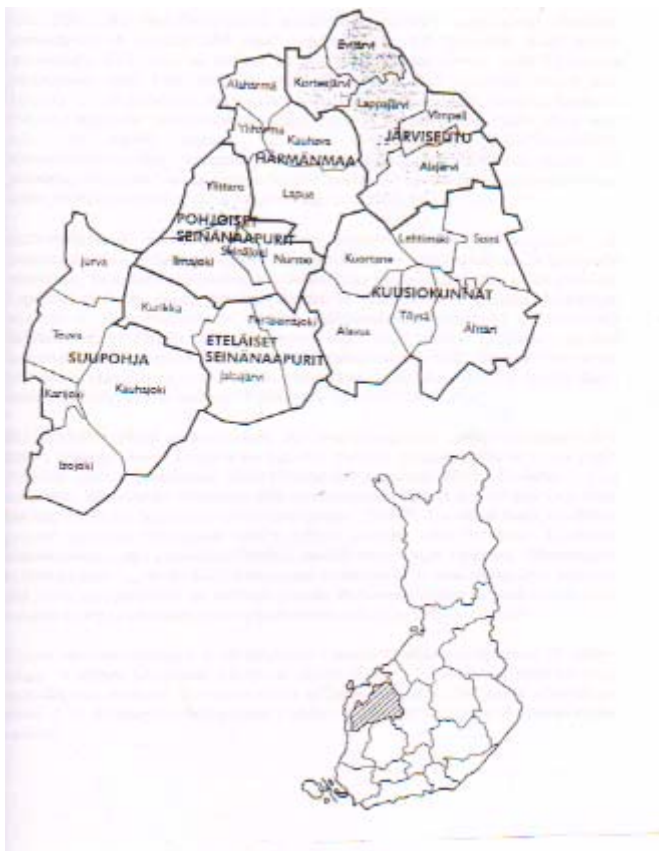 Evijärvi
Alahärmä
Kortesjärvi
Lappajärvi
Vimpeli
Ylihärmä
Kauhava
JÄRVISEUTU
HÄRMÄNMAA
Alajärvi
Ylistaro
Lapua
POHJOISET
SEINÄNAAPURIT
Lehtimäki
Soini
Seinäjoki
Jurva
Ilmajoki
Nurmo
Kuortane
KUUSIOKUNNAT
Kurikka
Peräseinäjoki
Töysä
Ähtäri
Teuva
Alavus
ETELÄISET
SEINÄNAAPURIT
SUUPOHJA
Jalasjärvi
Kauhajoki
Karijoki
Isojoki